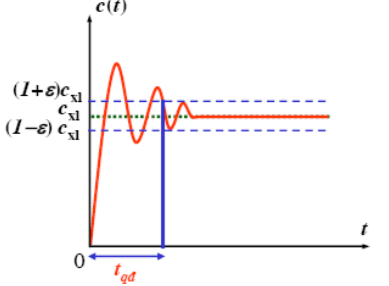 c(t)
(1+ε)cxl
cxl
(1−ε) cxl
t
0
tqđ